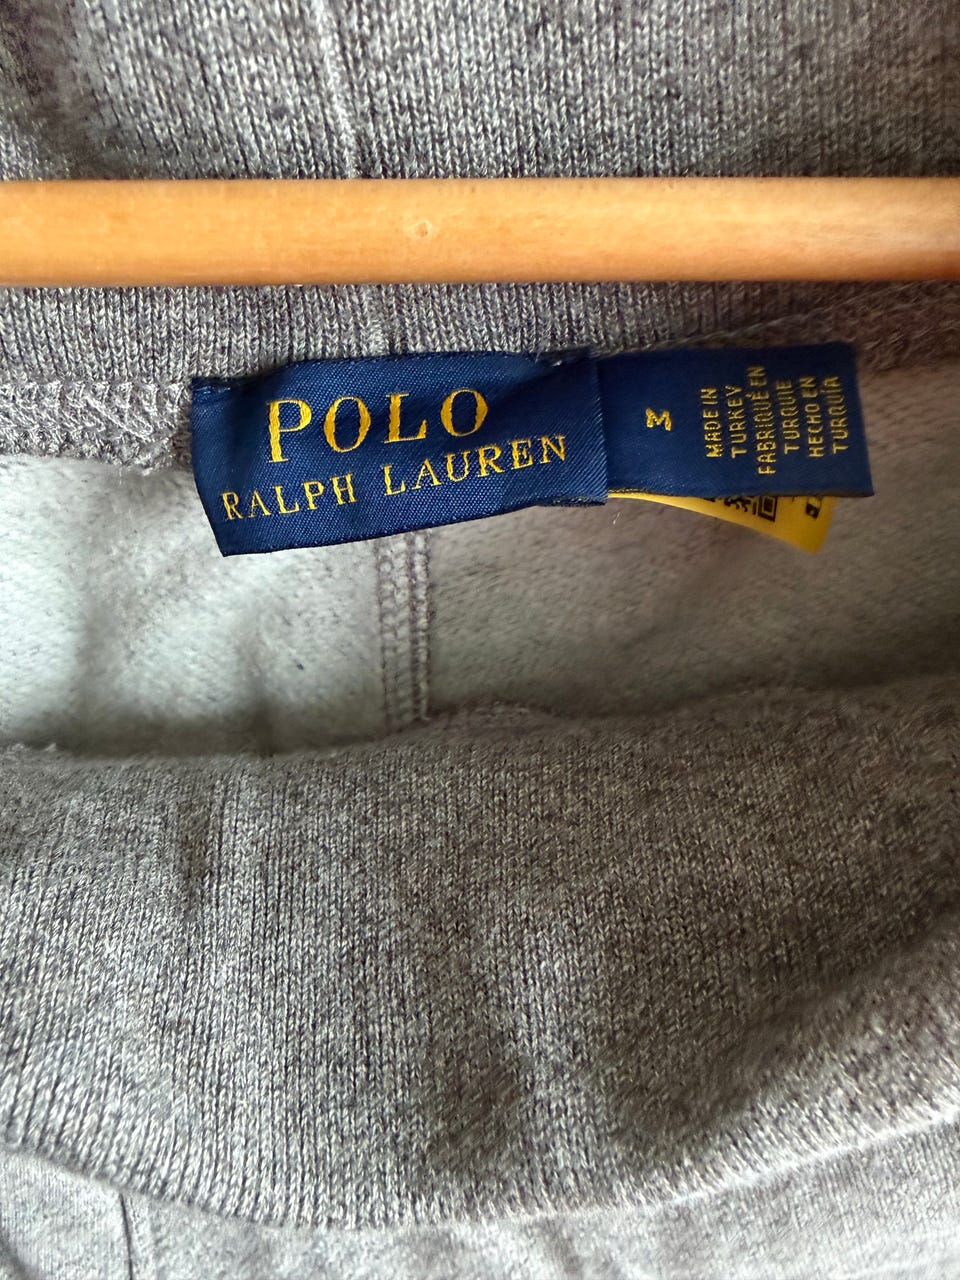 POLO
RALPH LAUREN
M
MADE IN
TURKEY
FABRIQUÉ EN
TURQUIE
HECHO EN
TURQUÍA